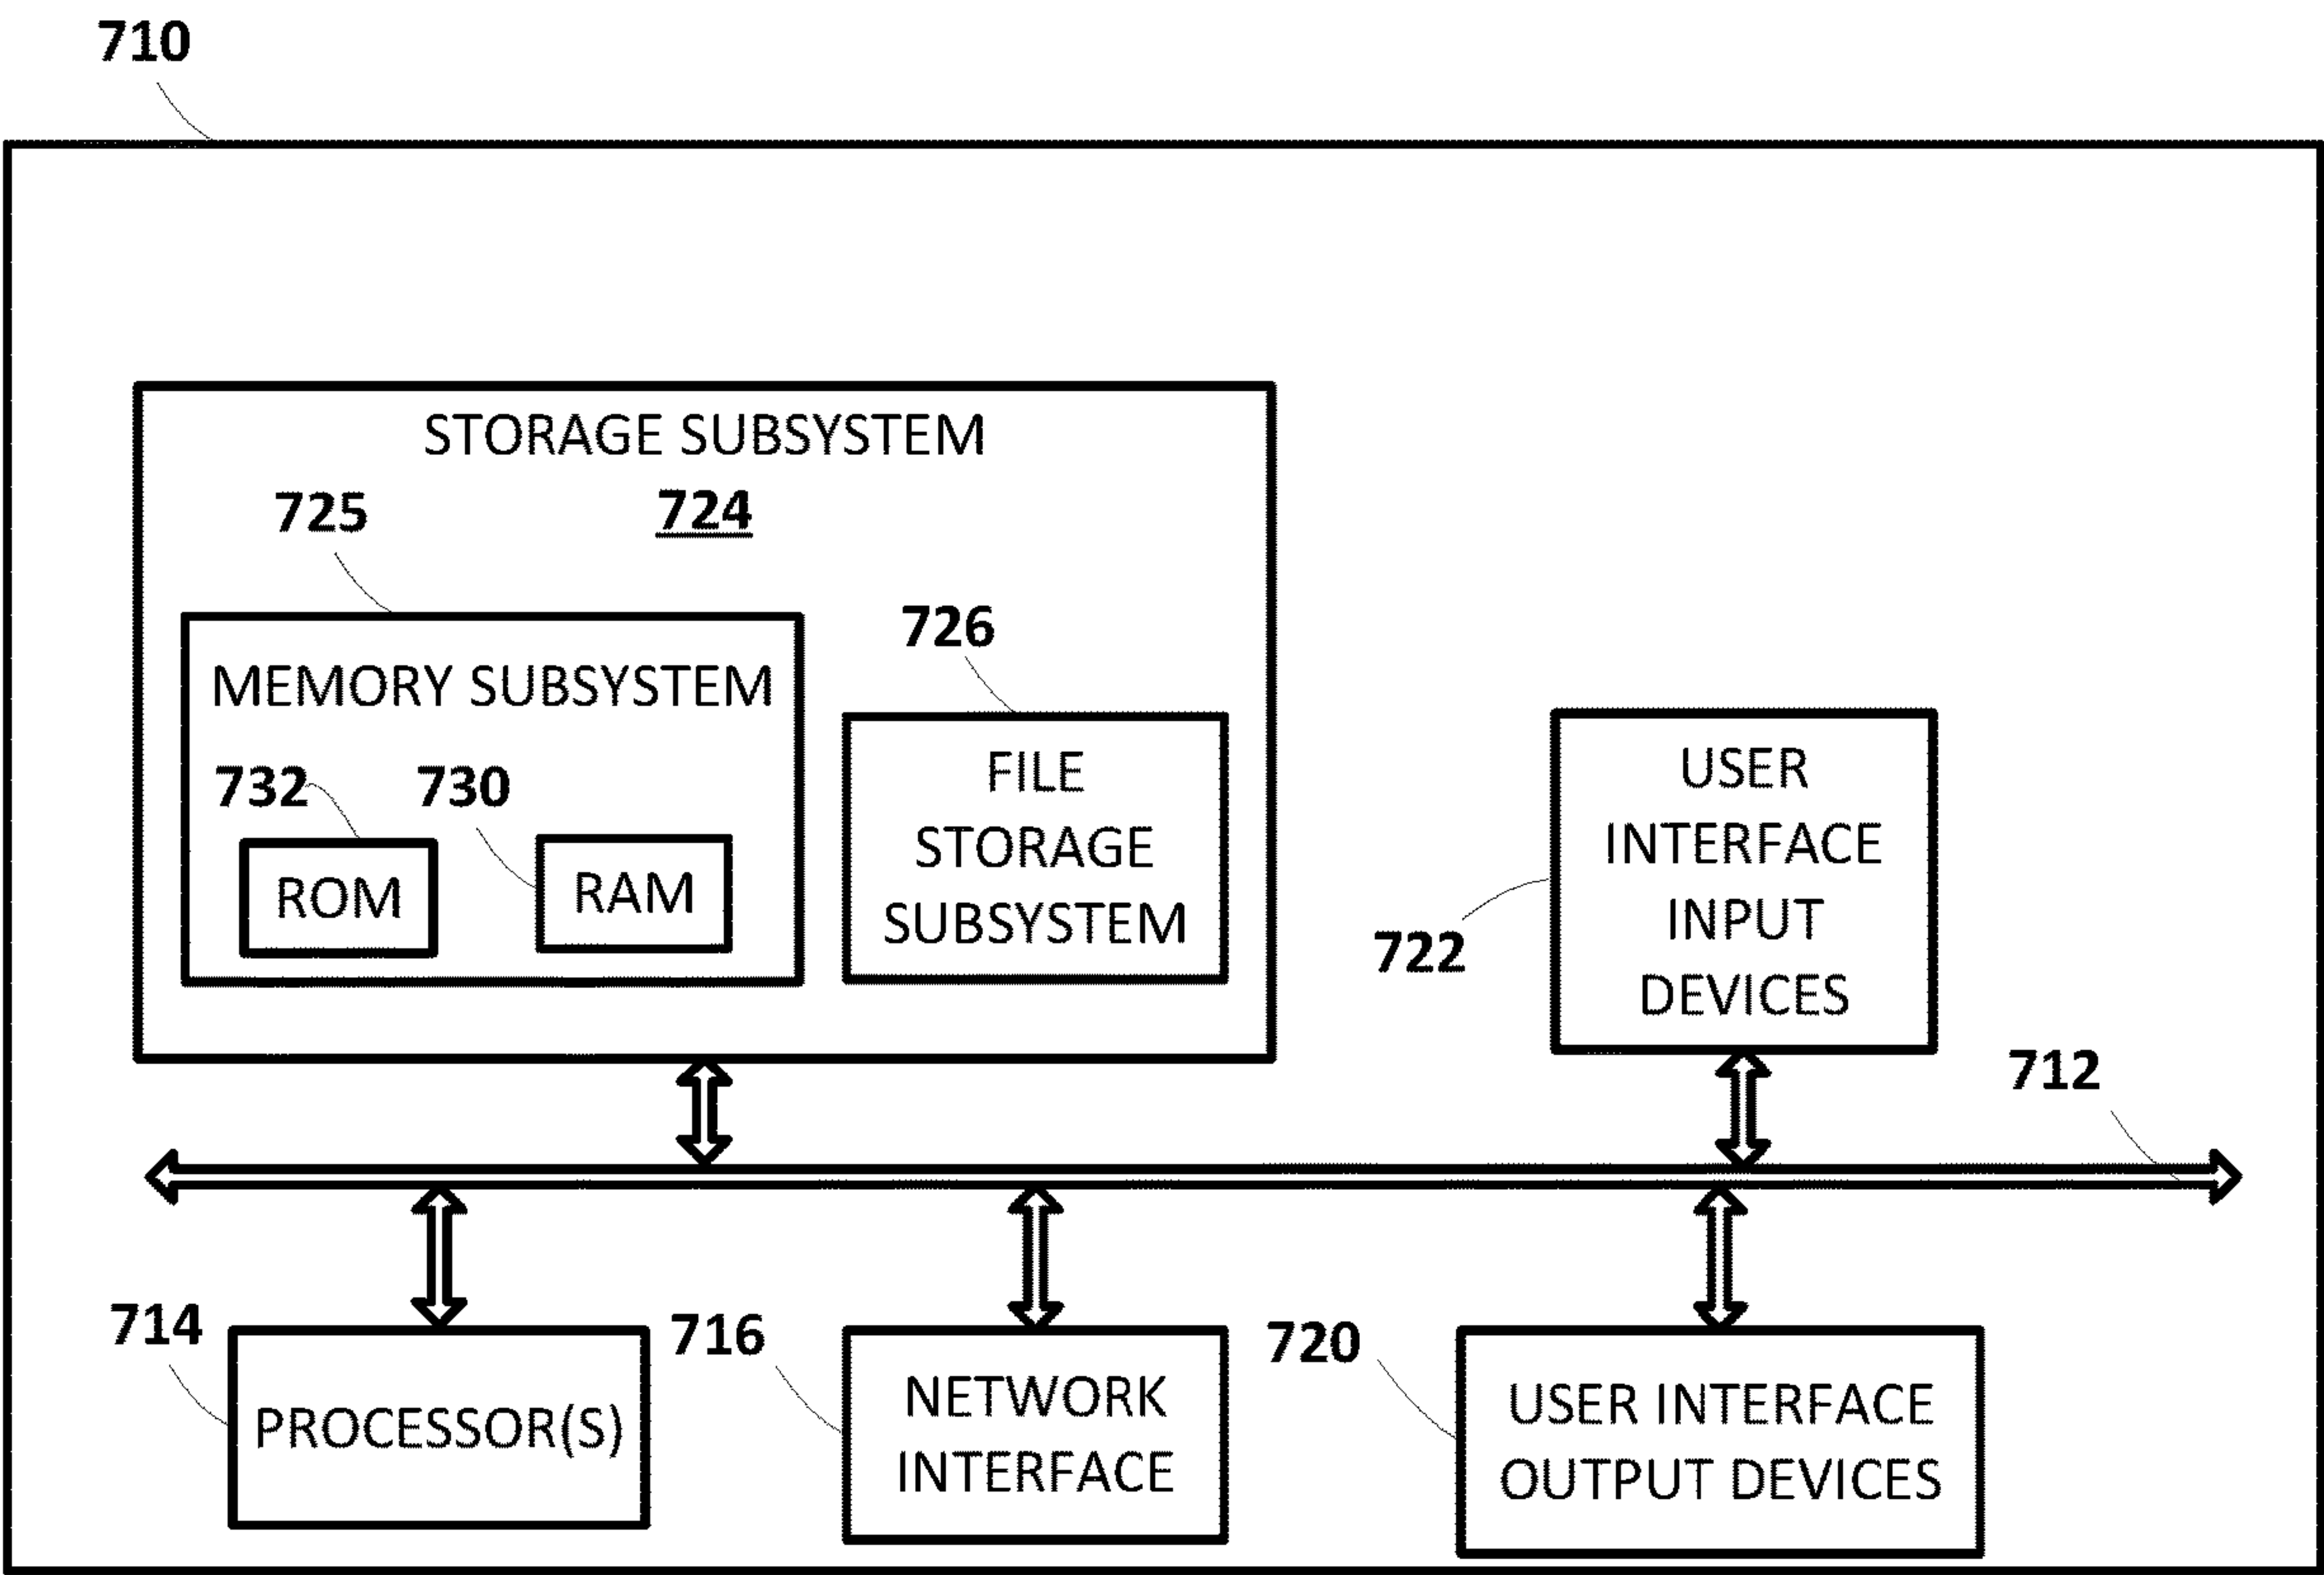 710
STORAGE SUBSYSTEM
724
725
MEMORY SUBSYSTEM
732
730
ROM
RAM
726
FILE
STORAGE
SUBSYSTEM
USER
INTERFACE
INPUT
DEVICES
722
712
714
PROCESSOR(S)
716
NETWORK
INTERFACE
720
USER INTERFACE
OUTPUT DEVICES